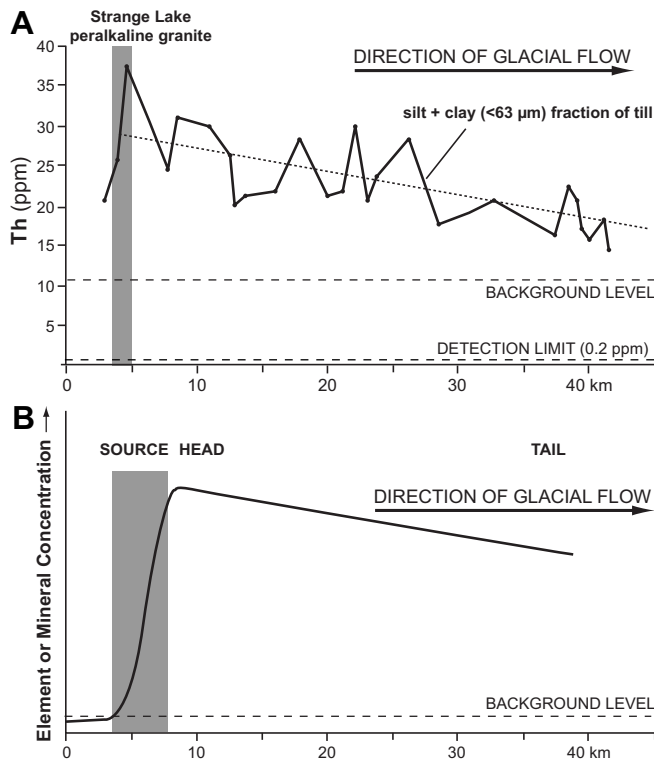 A
Strange Lake
peralkaline granite
DIRECTION OF GLACIAL FLOW
silt + clay (<63 µm) fraction of till
Th (ppm)
40
35
30
25
20
15
10
5
BACKGROUND LEVEL
DETECTION LIMIT (0.2 ppm)
0 10 20 30 40 km
B
SOURCE HEAD TAIL
DIRECTION OF GLACIAL FLOW
Element or Mineral Concentration
BACKGROUND LEVEL
0 10 20 30 40 km